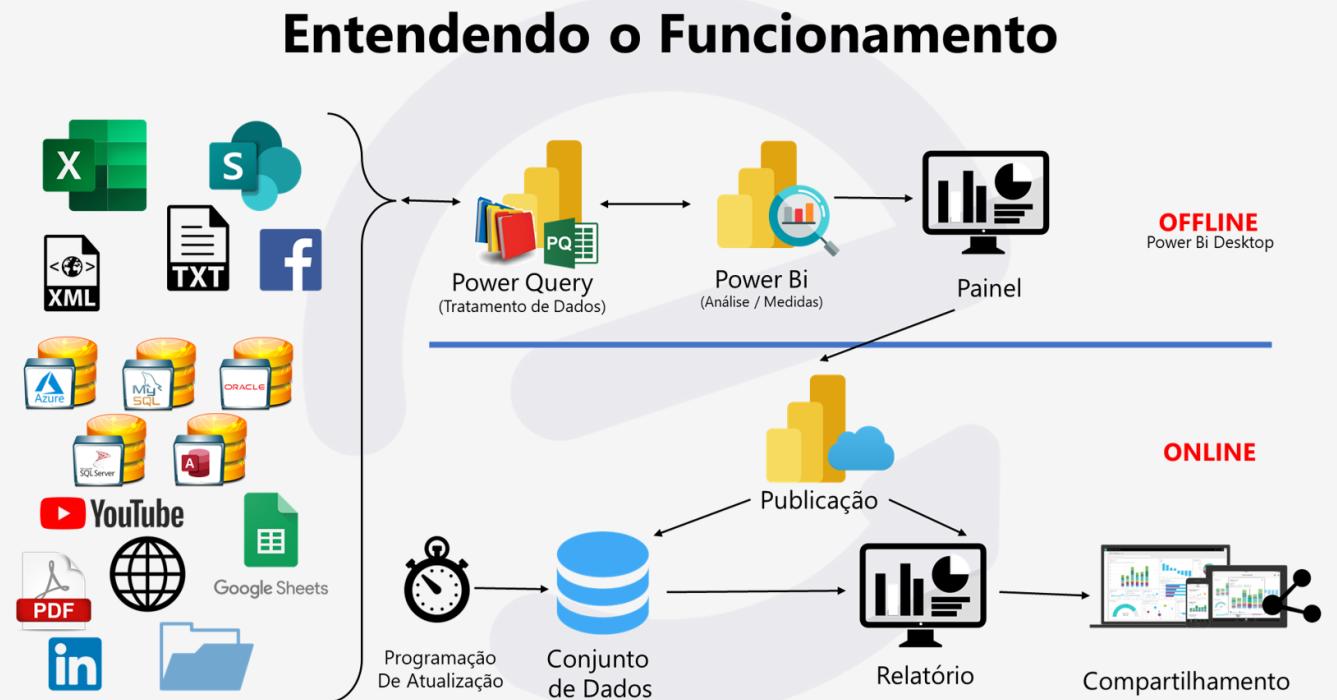 Entendendo o Funcionamento
X
S
<>
XML
TXT
f
Azure
My
SQL
ORACLE
SQL Server
A
YouTube
Google Sheets
PDF
in
PQ
Power Query
(Tratamento de Dados)
Power Bi
(Análise / Medidas)
Painel
OFFLINE
Power Bi Desktop
Publicação
ONLINE
Programação
De Atualização
Conjunto
de Dados
Relatório
Compartilhamento